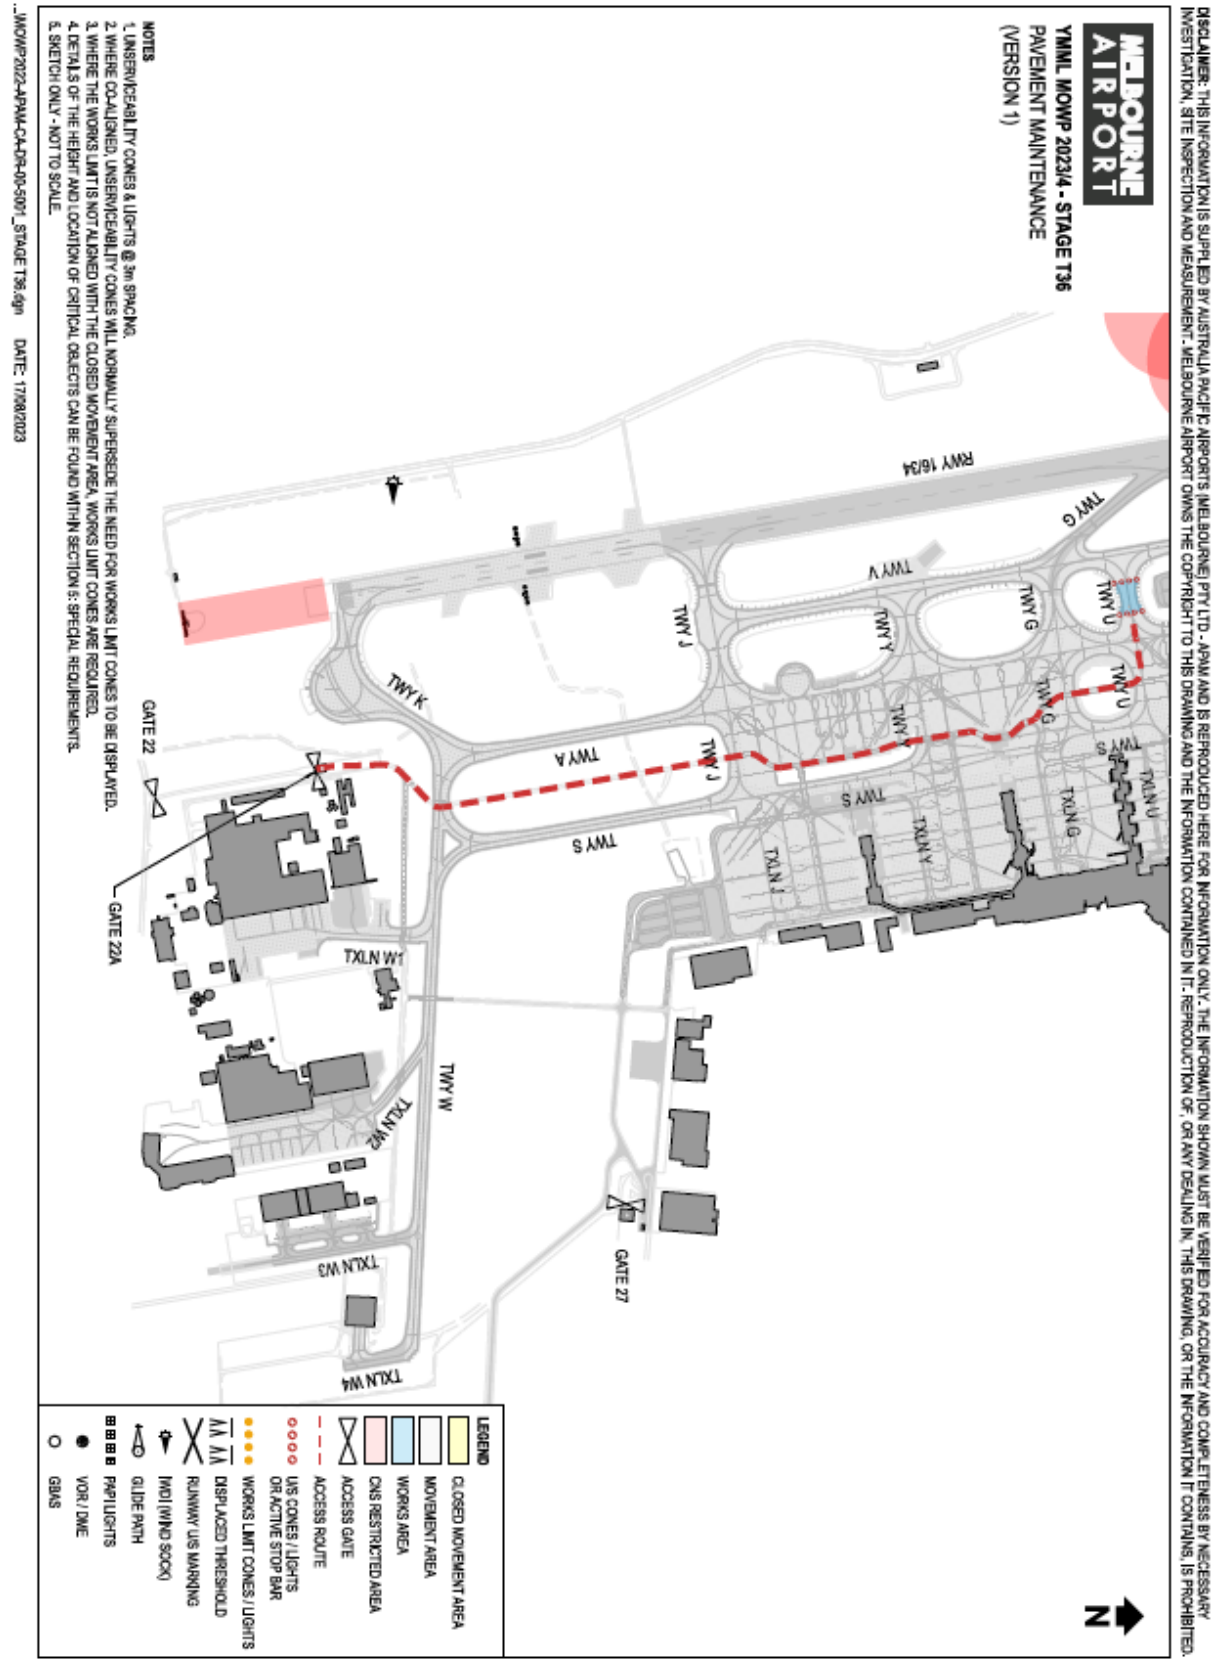 DISCLAIMER: THIS INFORMATION IS SUPPLIED BY AUSTRALIA PACIFIC AIRPORTS (MELBOURNE) PTY LTD - APAM AND IS REPRODUCED HERE FOR INFORMATION ONLY. THE INFORMATION SHOWN MUST BE VERIFIED FOR ACCURACY AND COMPLETENESS BY NECESSARY
INVESTIGATION, SITE INSPECTION AND MEASUREMENT. MELBOURNE AIRPORT OWNS THE COPYRIGHT TO THIS DRAWING AND THE INFORMATION CONTAINED IN IT. REPRODUCTION OF, OR ANY DEALING IN, THIS DRAWING, OR THE INFORMATION IT CONTAINS, IS PROHIBITED.
MELBOURNE
AIRPORT
YMML MOWP 2023/4 - STAGE T36
PAVEMENT MAINTENANCE
(VERSION 1)
N
RWY 16/34
TWY G
TWY V
TWY U
TWY G
TWY Y
TWY J
TWY K
TWY U
TWY G
TWY Y
TWY J
TWY A
TWY S
TWY S
TWY S
TXLN U
TXLN G
TXLN Y
TXLN J
GATE 22
GATE 22A
TXLN W1
TWY W
TXLN W2
TXLN W3
TXLN W4
GATE 27
NOTES
1. UNSERVICEABILITY CONES & LIGHTS @ 3m SPACING.
2. WHERE CO-ALIGNED, UNSERVICEABILITY CONES WILL NORMALLY SUPERSEDE THE NEED FOR WORKS LIMIT CONES TO BE DISPLAYED.
3. WHERE THE WORKS LIMIT IS NOT ALIGNED WITH THE CLOSED MOVEMENT AREA, WORKS LIMIT CONES ARE REQUIRED.
4. DETAILS OF THE HEIGHT AND LOCATION OF CRITICAL OBJECTS CAN BE FOUND WITHIN SECTION 5: SPECIAL REQUIREMENTS.
5. SKETCH ONLY - NOT TO SCALE.
LEGEND
CLOSED MOVEMENT AREA
MOVEMENT AREA
WORKS AREA
CNS RESTRICTED AREA
ACCESS GATE
ACCESS ROUTE
U/S CONES / LIGHTS
OR ACTIVE STOP BAR
WORKS LIMIT CONES / LIGHTS
DISPLACED THRESHOLD
RUNWAY U/S MARKING
IWDI (WIND SOCK)
GLIDE PATH
PAPI LIGHTS
VOR / DME
GBAS
...\MOWP2022-APAM-CA-DR-00-5001_STAGE T36.dgn DATE: 17/08/2023